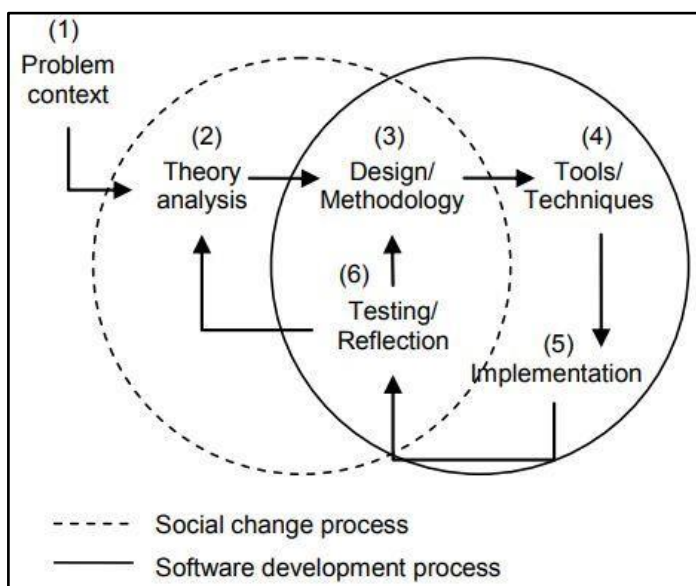 (1)
Problem
context
(2)
Theory
analysis
(3)
Design/
Methodology
(4)
Tools/
Techniques
(6)
Testing/
Reflection
(5)
Implementation
Social change process
Software development process